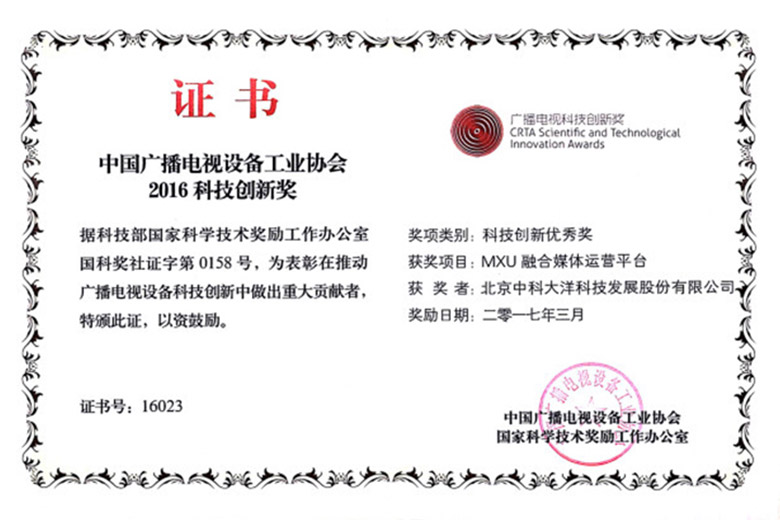 证书
中国广播电视设备工业协会
2016 科技创新奖
据科技部国家科学技术奖励工作办公室
国科奖社证字第 0158 号，为表彰在推动
广播电视设备科技创新中做出重大贡献者，
特颁此证，以资鼓励。
证书号：16023
广播电视科技创新奖
CRTA Scientific and Technological
Innovation Awards
奖项类别：科技创新优秀奖
获奖项目：MXU 融合媒体运营平台
获 奖 者：北京中科大洋科技发展股份有限公司
奖励日期：二零一七年三月
中国广播电视设备工业协会
国家科学技术奖励工作办公室